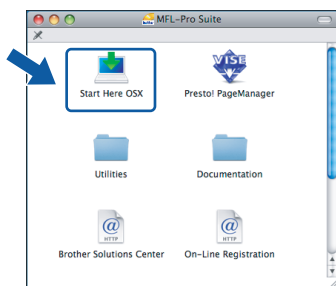 MFL-Pro Suite
Start Here OSX
VISE
Presto! PageManager
Utilities
Documentation
@
HTTP
Brother Solutions Center
@
HTTP
On-Line Registration